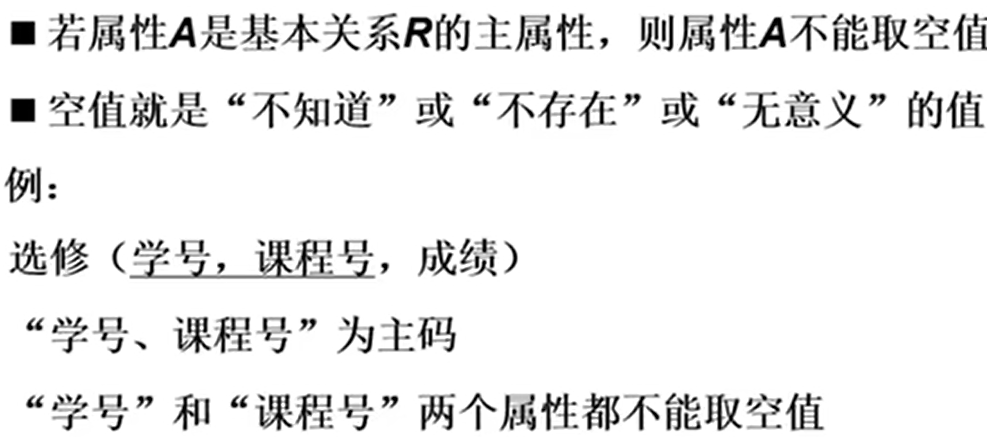 ■ 若属性A是基本关系R的主属性，则属性A不能取空值
■ 空值就是“不知道”或“不存在”或“无意义”的值
例：
选修（学号，课程号，成绩）
“学号、课程号”为主码
“学号”和“课程号”两个属性都不能取空值